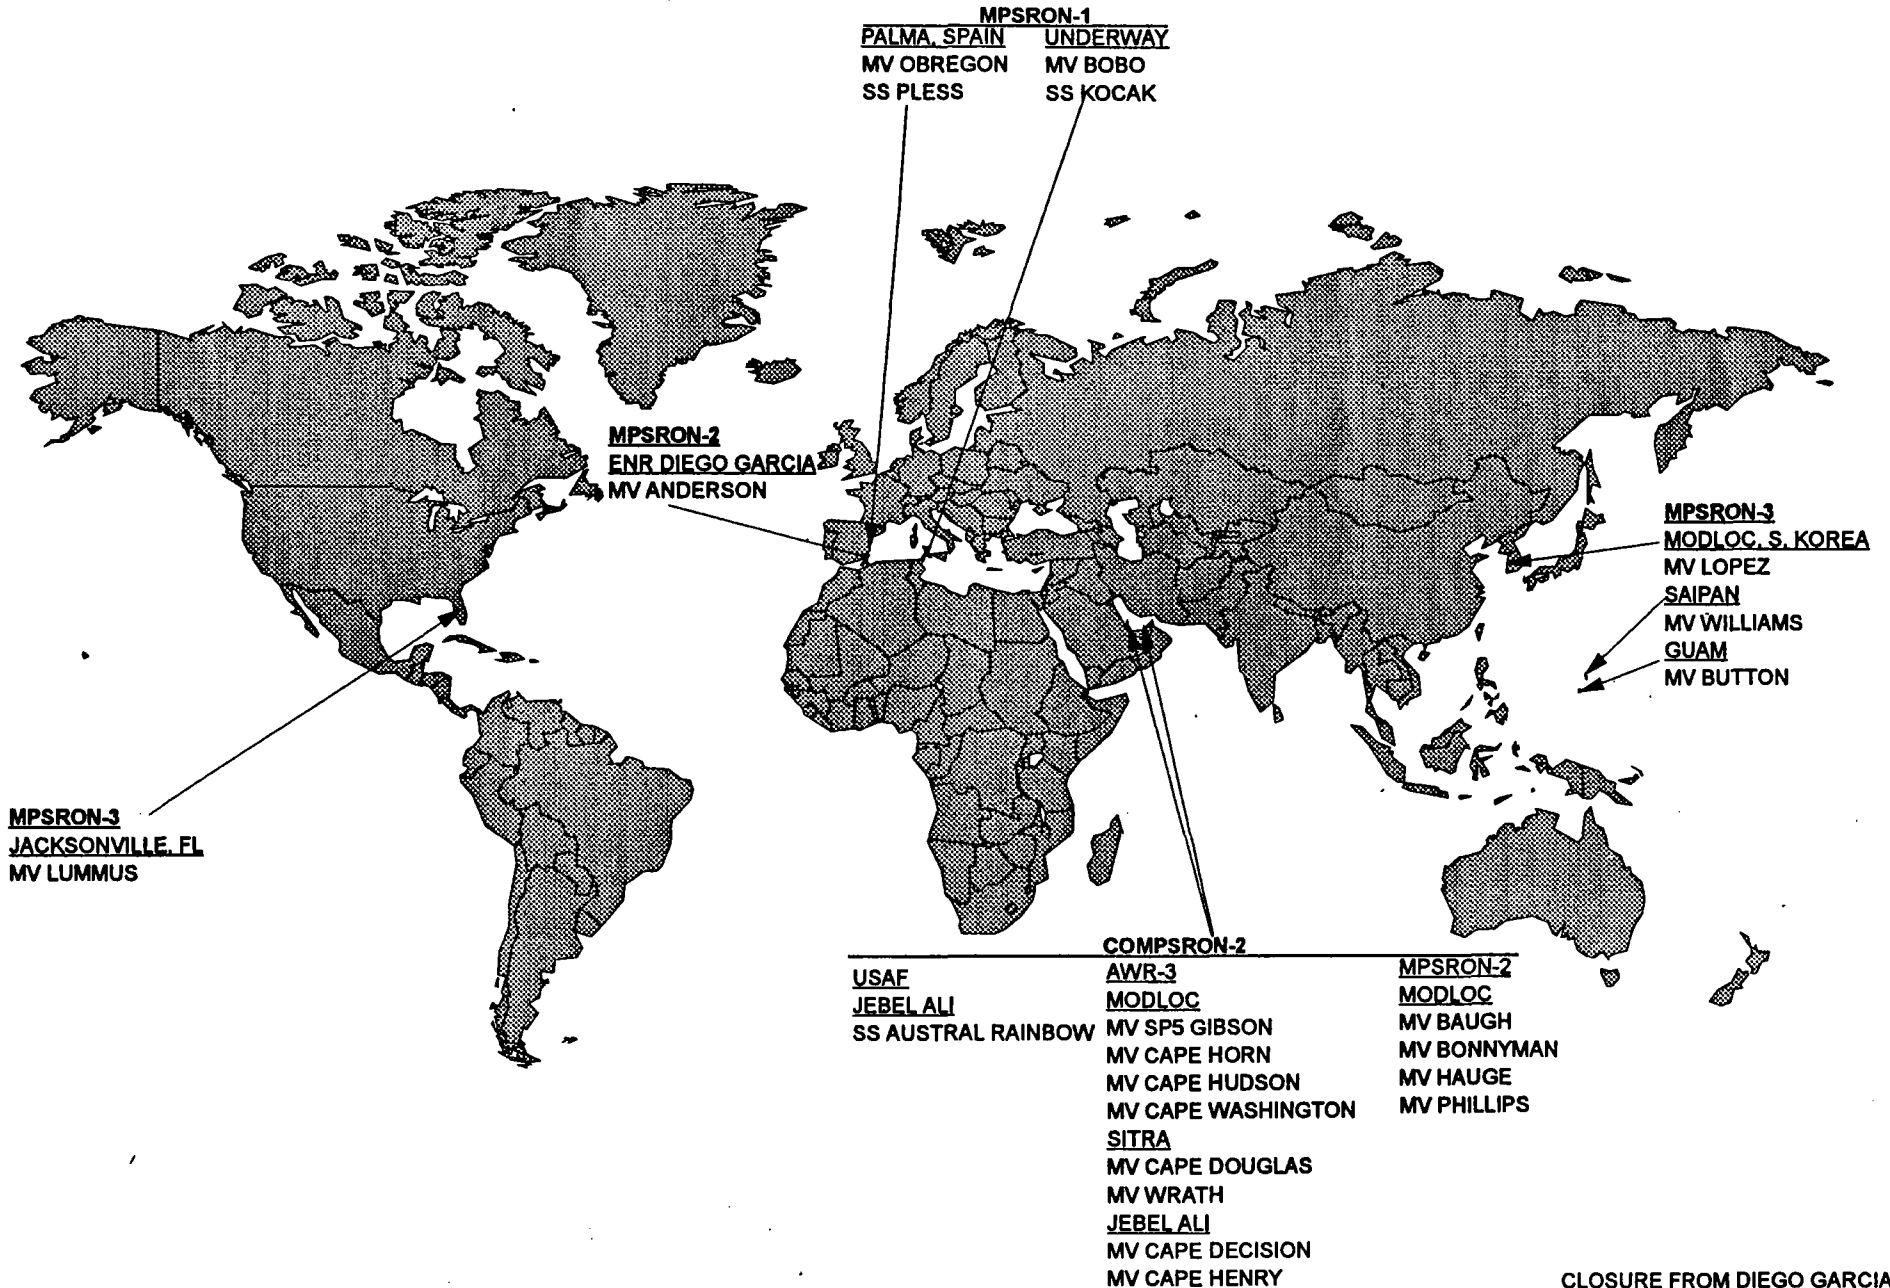 MPSRON-1
PALMA, SPAIN UNDERWAY
MV OBREGON MV BOBO
SS PLESS SS KOCAK
MPSRON-2
ENR DIEGO GARCIA
MV ANDERSON
MPSRON-3
MODLOC, S. KOREA
MV LOPEZ
SAIPAN
MV WILLIAMS
GUAM
MV BUTTON
MPSRON-3
JACKSONVILLE, FL
MV LUMMUS
COMPSRON-2
USAF
JEBEL ALI
SS AUSTRAL RAINBOW
AWR-3
MODLOC
MV SP5 GIBSON
MV CAPE HORN
MV CAPE HUDSON
MV CAPE WASHINGTON
SITRA
MV CAPE DOUGLAS
MV WRATH
JEBEL ALI
MV CAPE DECISION
MV CAPE HENRY
MPSRON-2
MODLOC
MV BAUGH
MV BONNYMAN
MV HAUGE
MV PHILLIPS
CLOSURE FROM DIEGO GARCIA